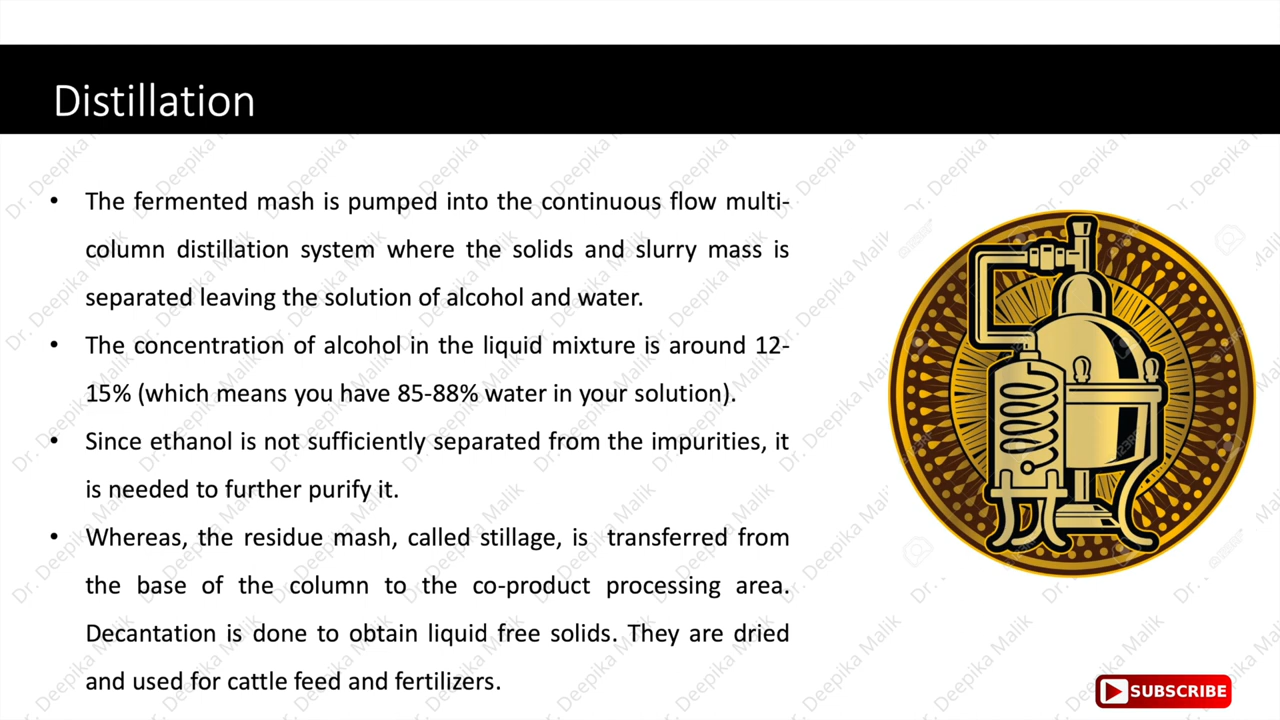 Distillation
• The fermented mash is pumped into the continuous flow multi-
column distillation system where the solids and slurry mass is
separated leaving the solution of alcohol and water.
• The concentration of alcohol in the liquid mixture is around 12-
15% (which means you have 85-88% water in your solution).
• Since ethanol is not sufficiently separated from the impurities, it
is needed to further purify it.
• Whereas, the residue mash, called stillage, is transferred from
the base of the column to the co-product processing area.
Decantation is done to obtain liquid free solids. They are dried
and used for cattle feed and fertilizers.
SUBSCRIBE
Dr. Deepika Malik